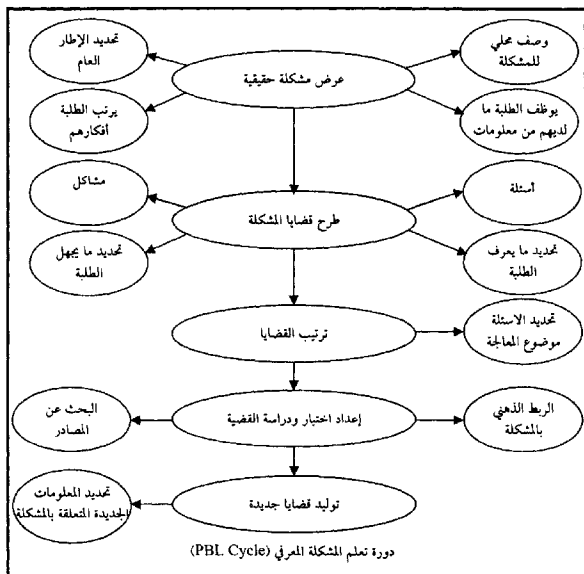 وصف محلي
للمشكلة
تحديد الإطار
العام
عرض مشكلة حقيقية
يوظف الطلبة ما
لديهم من معلومات
يرتب الطلبة
أفكارهم
أسئلة
مشاكل
طرح قضايا المشكلة
تحديد ما يعرف
الطلبة
تحديد ما يجهل
الطلبة
ترتيب القضايا
تحديد الاسئلة
موضوع المعالجة
إعداد اختبار ودراسة القضية
الربط الذهني
بالمشكلة
البحث عن
المصادر
توليد قضايا جديدة
تحديد المعلومات
الجديدة المتعلقة بالمشكلة
دورة تعلم المشكلة المعرفي (PBL Cycle)